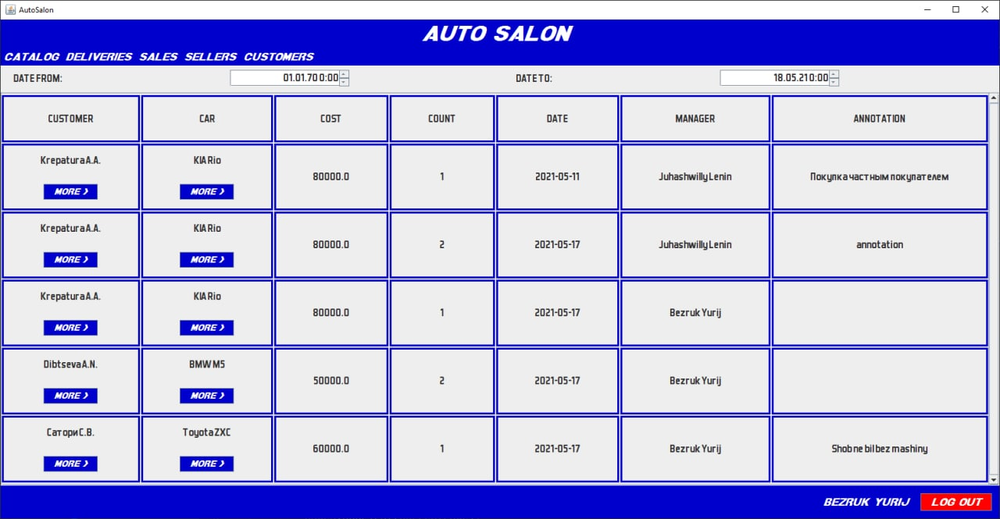 AutoSalon
AUTO SALON
CATALOG DELIVERIES SALES SELLERS CUSTOMERS
DATE FROM: 01.01.70 0:00 DATE TO: 18.05.21 0:00
CUSTOMER CAR COST COUNT DATE MANAGER ANNOTATION
Krepatura A.A. KIA Rio 80000.0 1 2021-05-11 Juhashwilly Lenin Покупка частным покупателем
MORE ❯ MORE ❯
Krepatura A.A. KIA Rio 80000.0 2 2021-05-17 Juhashwilly Lenin annotation
MORE ❯ MORE ❯
Krepatura A.A. KIA Rio 80000.0 1 2021-05-17 Bezruk Yurij
MORE ❯ MORE ❯
Dibtseva A.N. BMW M5 50000.0 2 2021-05-17 Bezruk Yurij
MORE ❯ MORE ❯
Сатори С.В. Toyota ZXC 60000.0 1 2021-05-17 Bezruk Yurij Shob ne bil bez mashiny
MORE ❯ MORE ❯
BEZRUK YURIJ LOG OUT